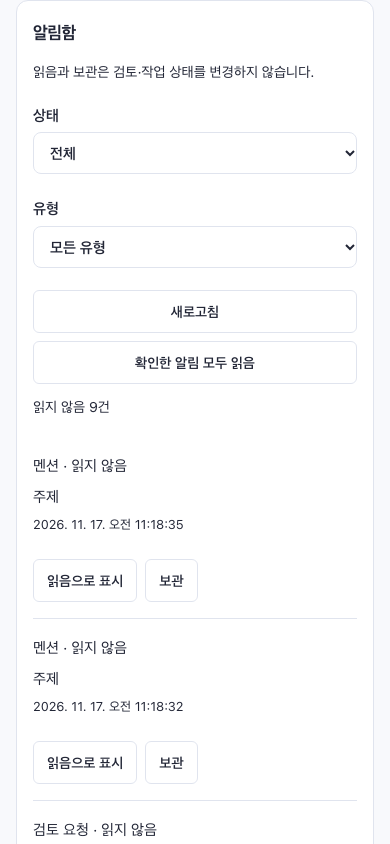 알림함
읽음과 보관은 검토·작업 상태를 변경하지 않습니다.
상태
전체
유형
모든 유형
새로고침
확인한 알림 모두 읽음
읽지 않음 9건
멘션 · 읽지 않음
주제
2026. 11. 17. 오전 11:18:35
읽음으로 표시 보관
멘션 · 읽지 않음
주제
2026. 11. 17. 오전 11:18:32
읽음으로 표시 보관
검토 요청 · 읽지 않음